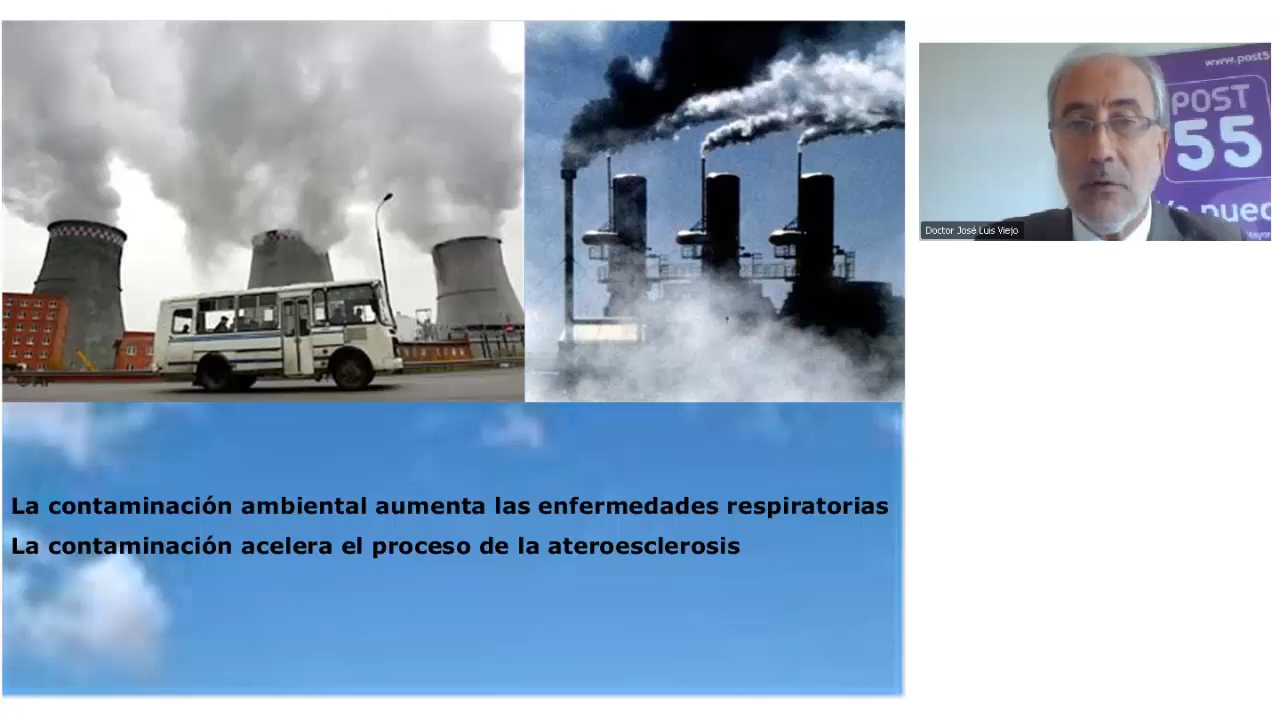 www.post5
POST
55
Doctor José Luis Viejo
La contaminación ambiental aumenta las enfermedades respiratorias
La contaminación acelera el proceso de la ateroesclerosis